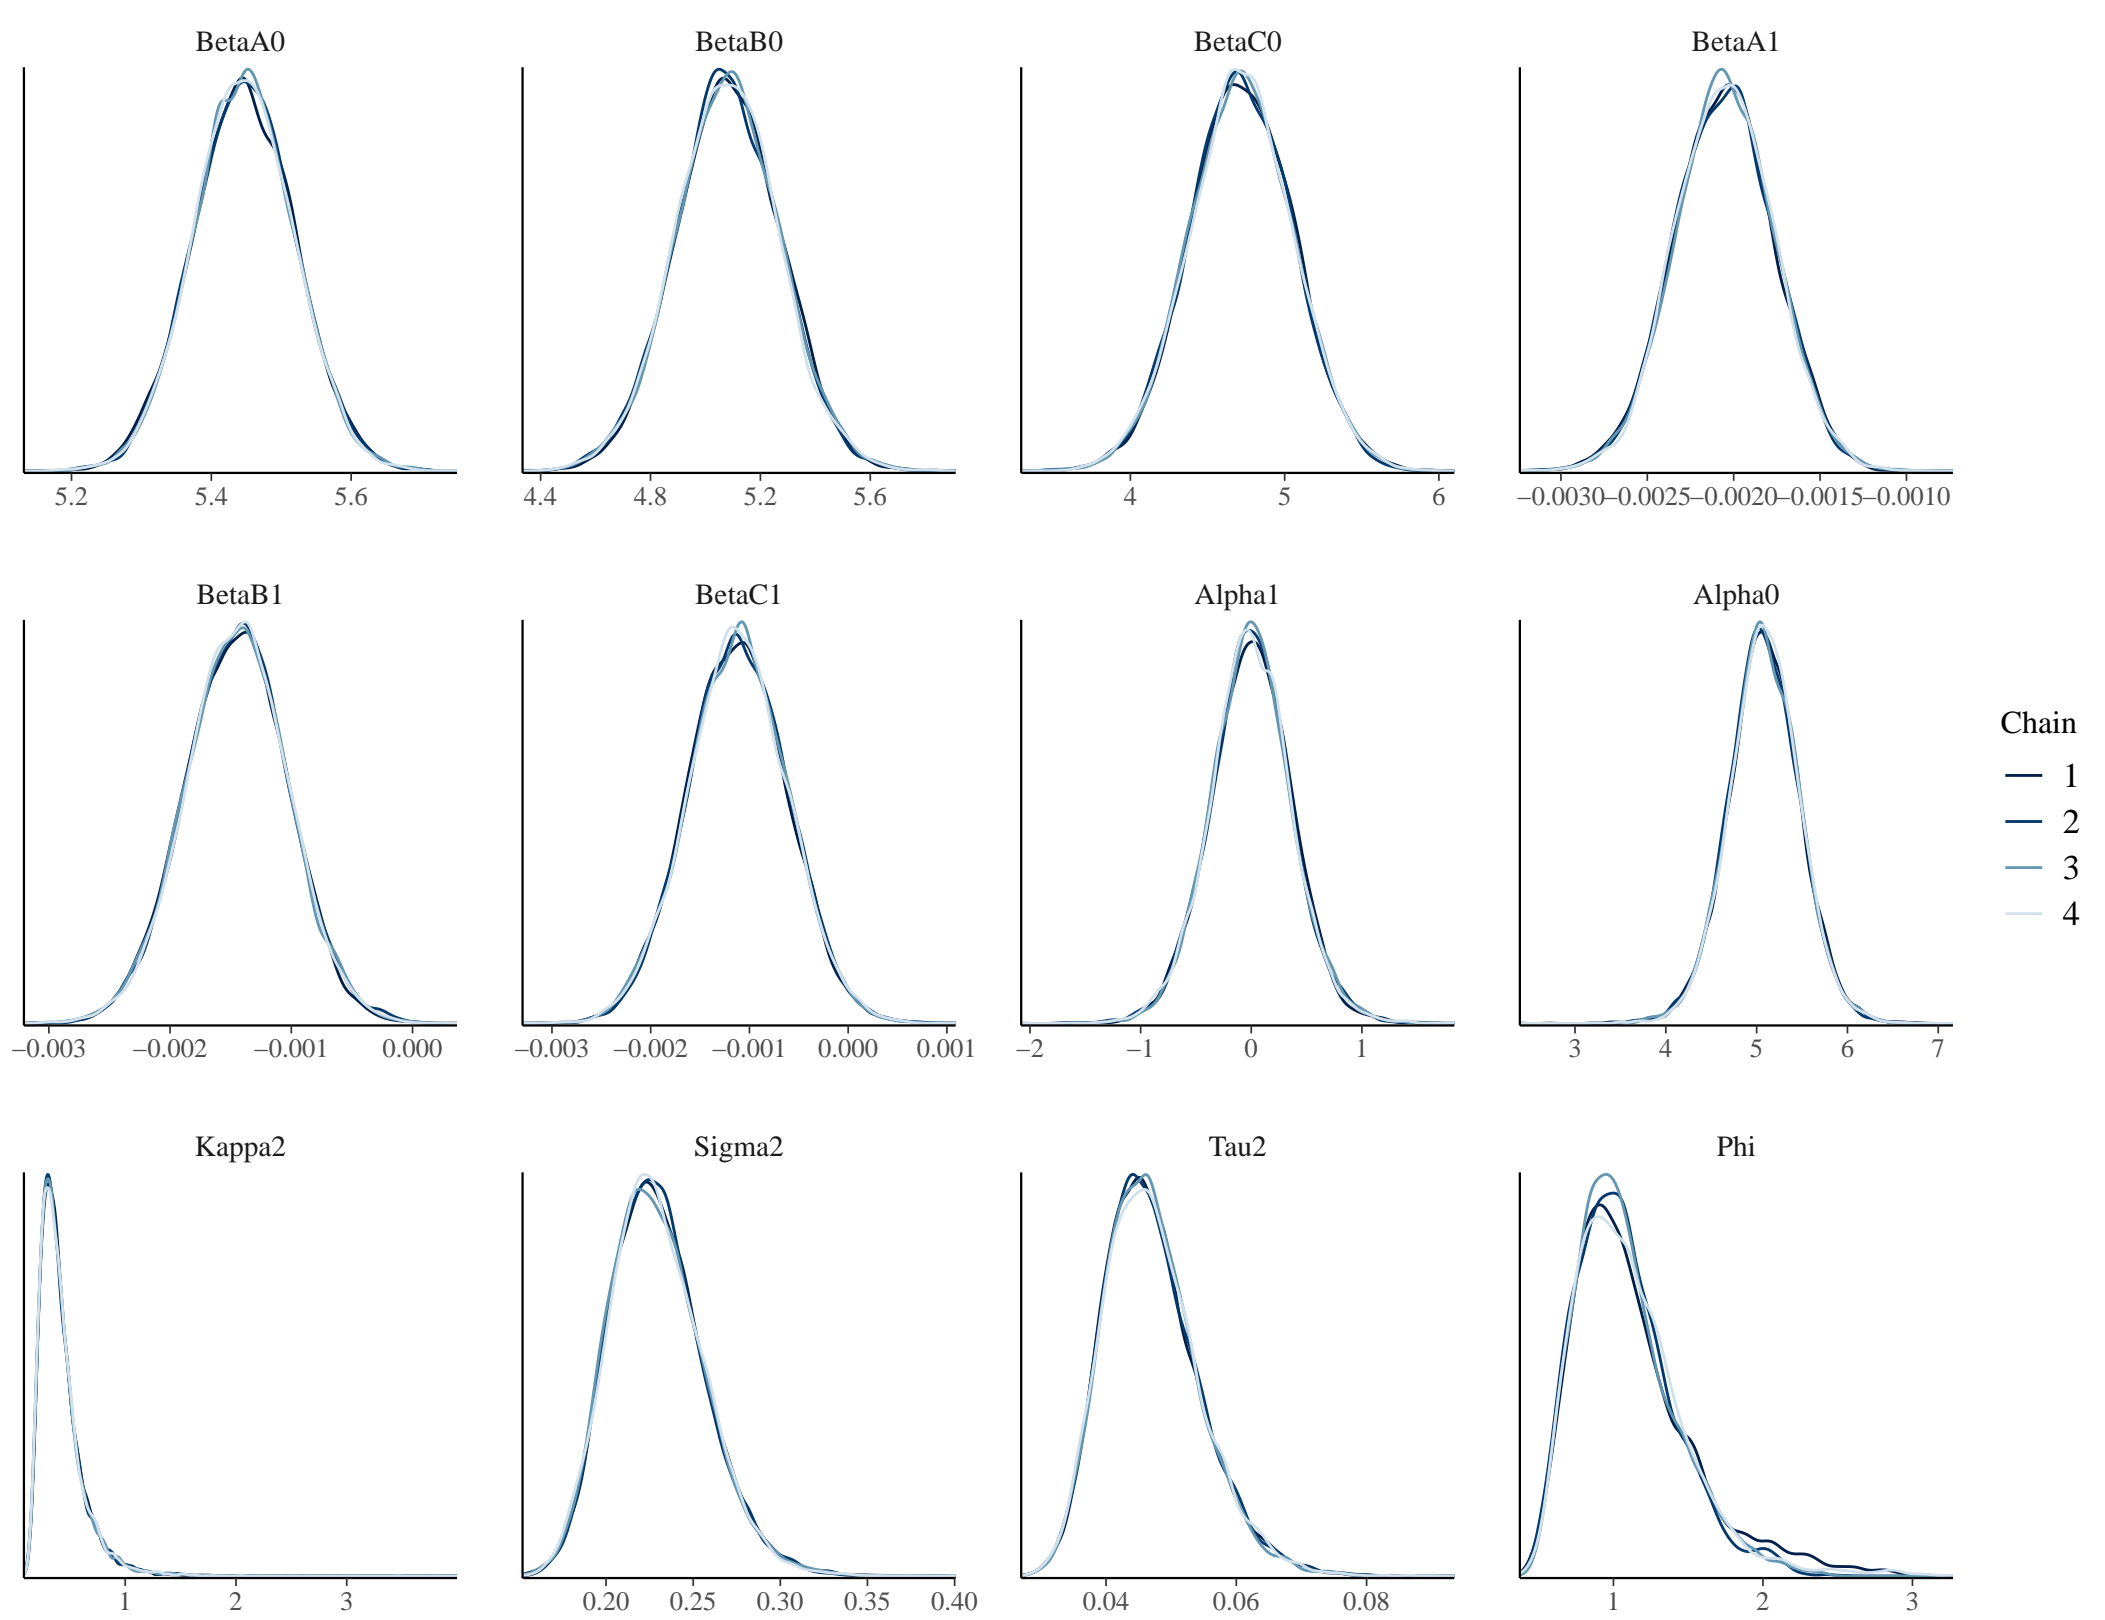 BetaA0 BetaB0 BetaC0 BetaA1
5.2 5.4 5.6 4.4 4.8 5.2 5.6 4 5 6 −0.0030 −0.0025 −0.0020 −0.0015 −0.0010
BetaB1 BetaC1 Alpha1 Alpha0
−0.003 −0.002 −0.001 0.000 −0.003 −0.002 −0.001 0.000 0.001 −2 −1 0 1 3 4 5 6 7
Chain
1
2
3
4
Kappa2 Sigma2 Tau2 Phi
1 2 3 0.20 0.25 0.30 0.35 0.40 0.04 0.06 0.08 1 2 3